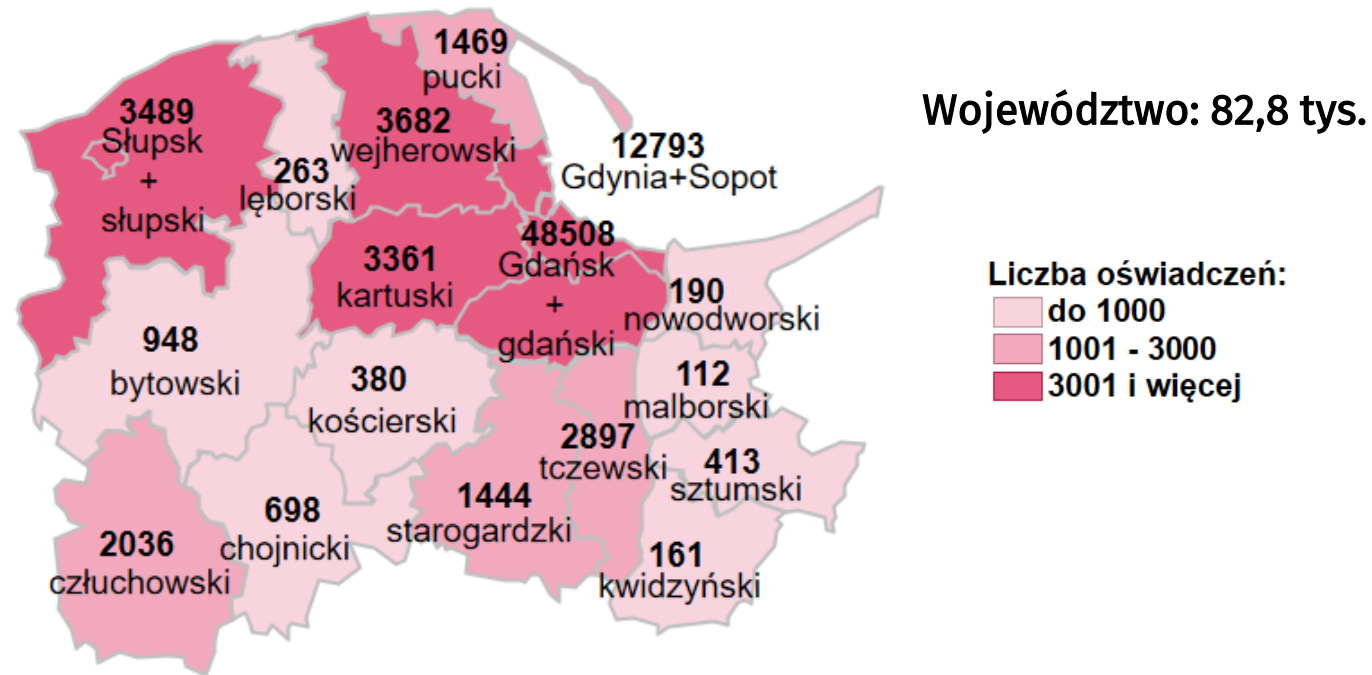 1469
pucki
Województwo: 82,8 tys.
3489
Słupsk
+
słupski
3682
wejherowski
12793
Gdynia+Sopot
263
lęborski
48508
Gdańsk
+
gdański
3361
kartuski
190
nowodworski
Liczba oświadczeń:
do 1000
1001 - 3000
3001 i więcej
948
bytowski
380
kościerski
112
malborski
2897
tczewski
413
sztumski
1444
starogardzki
698
chojnicki
2036
człuchowski
161
kwidzyński